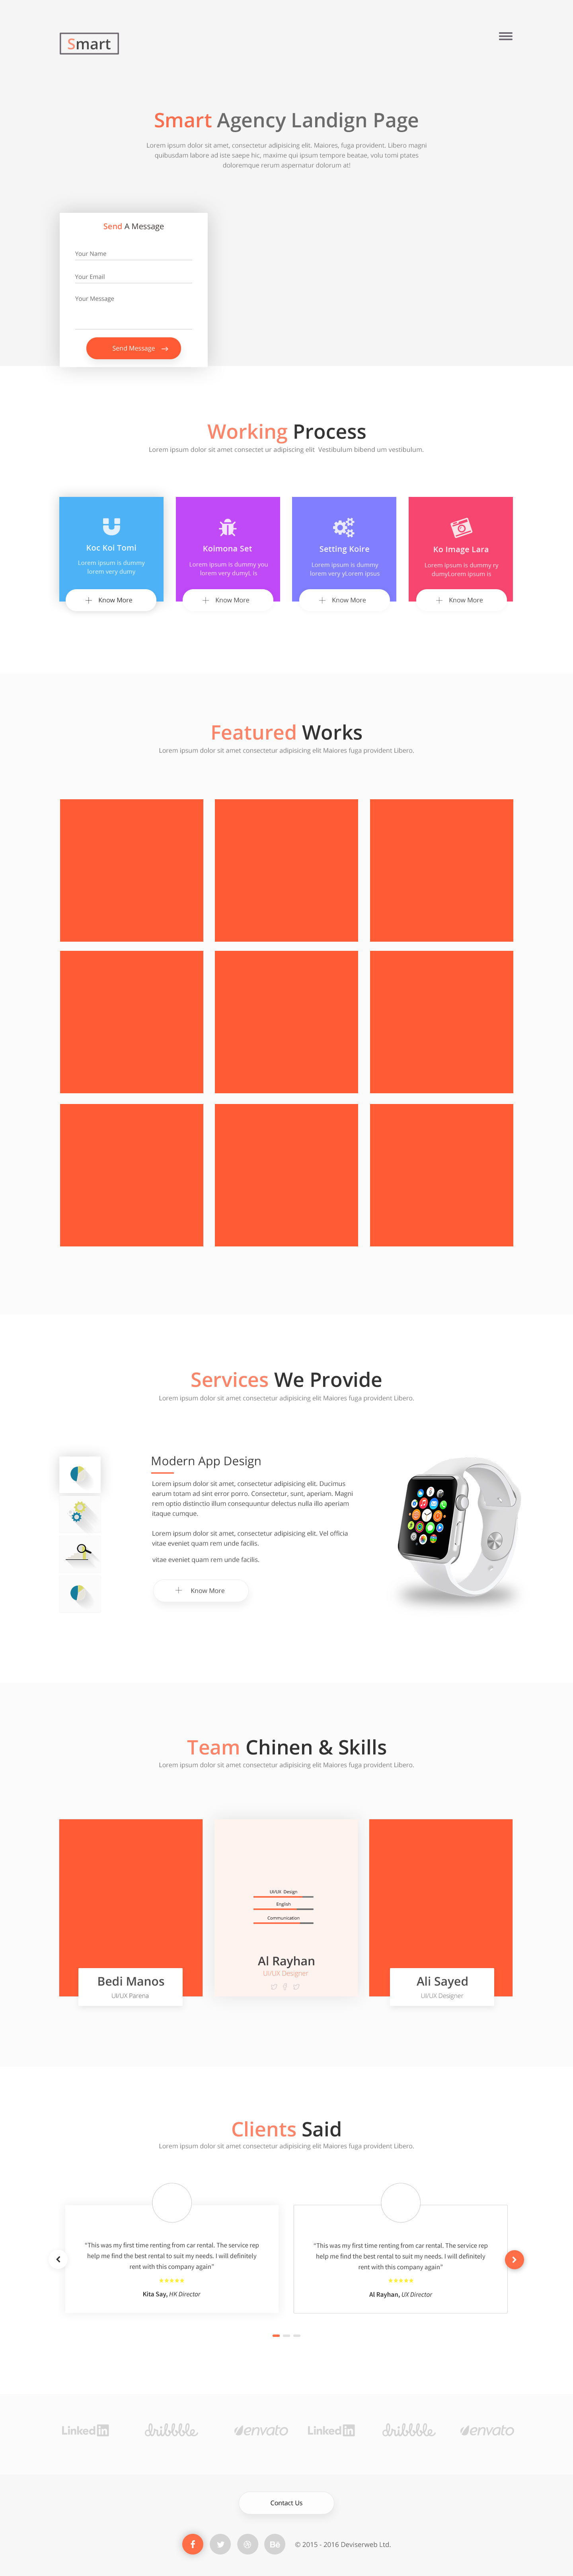 Smart
Smart Agency Landign Page
Lorem ipsum dolor sit amet, consectetur adipisicing elit. Maiores, fuga provident. Libero magni
quibusdam labore ad iste saepe hic, maxime qui ipsum tempore beatae, volu tomi ptates
doloremque rerum aspernatur dolorum at!
Send A Message
Your Name
Your Email
Your Message
Send Message
Working Process
Lorem ipsum dolor sit amet consectet ur adipiscing elit Vestibulum bibend um vestibulum.
Koc Koi Tomi
Lorem ipsum is dummy
lorem very dumy
Know More
Koimona Set
Lorem ipsum is dummy you
lorem very dumyL is
Know More
Setting Koire
Lorem ipsum is dummy
lorem very yLorem ipsus
Know More
Ko Image Lara
Lorem ipsum is dummy ry
dumyLorem ipsum is
Know More
Featured Works
Lorem ipsum dolor sit amet consectetur adipisicing elit Maiores fuga provident Libero.
Services We Provide
Lorem ipsum dolor sit amet consectetur adipisicing elit Maiores fuga provident Libero.
Modern App Design
Lorem ipsum dolor sit amet, consectetur adipisicing elit. Ducimus
earum totam ad sint error porro. Consectetur, sunt, aperiam. Magni
rem optio distinctio illum consequuntur delectus nulla illo aperiam
itaque cumque.
Lorem ipsum dolor sit amet, consectetur adipisicing elit. Vel officia
vitae eveniet quam rem unde facilis.
vitae eveniet quam rem unde facilis.
Know More
Team Chinen & Skills
Lorem ipsum dolor sit amet consectetur adipisicing elit Maiores fuga provident Libero.
Bedi Manos
UI/UX Parena
UI/UX Design
English
Communication
Al Rayhan
UI/UX Designer
Ali Sayed
UI/UX Designer
Clients Said
Lorem ipsum dolor sit amet consectetur adipisicing elit Maiores fuga provident Libero.
"This was my first time renting from car rental. The service rep
help me find the best rental to suit my needs. I will definitely
rent with this company again"
Kita Say, HK Director
"This was my first time renting from car rental. The service rep
help me find the best rental to suit my needs. I will definitely
rent with this company again"
Al Rayhan, UX Director
Linked in dribbble envato Linked in dribbble envato
Contact Us
Bē
© 2015 - 2016 Deviserweb Ltd.